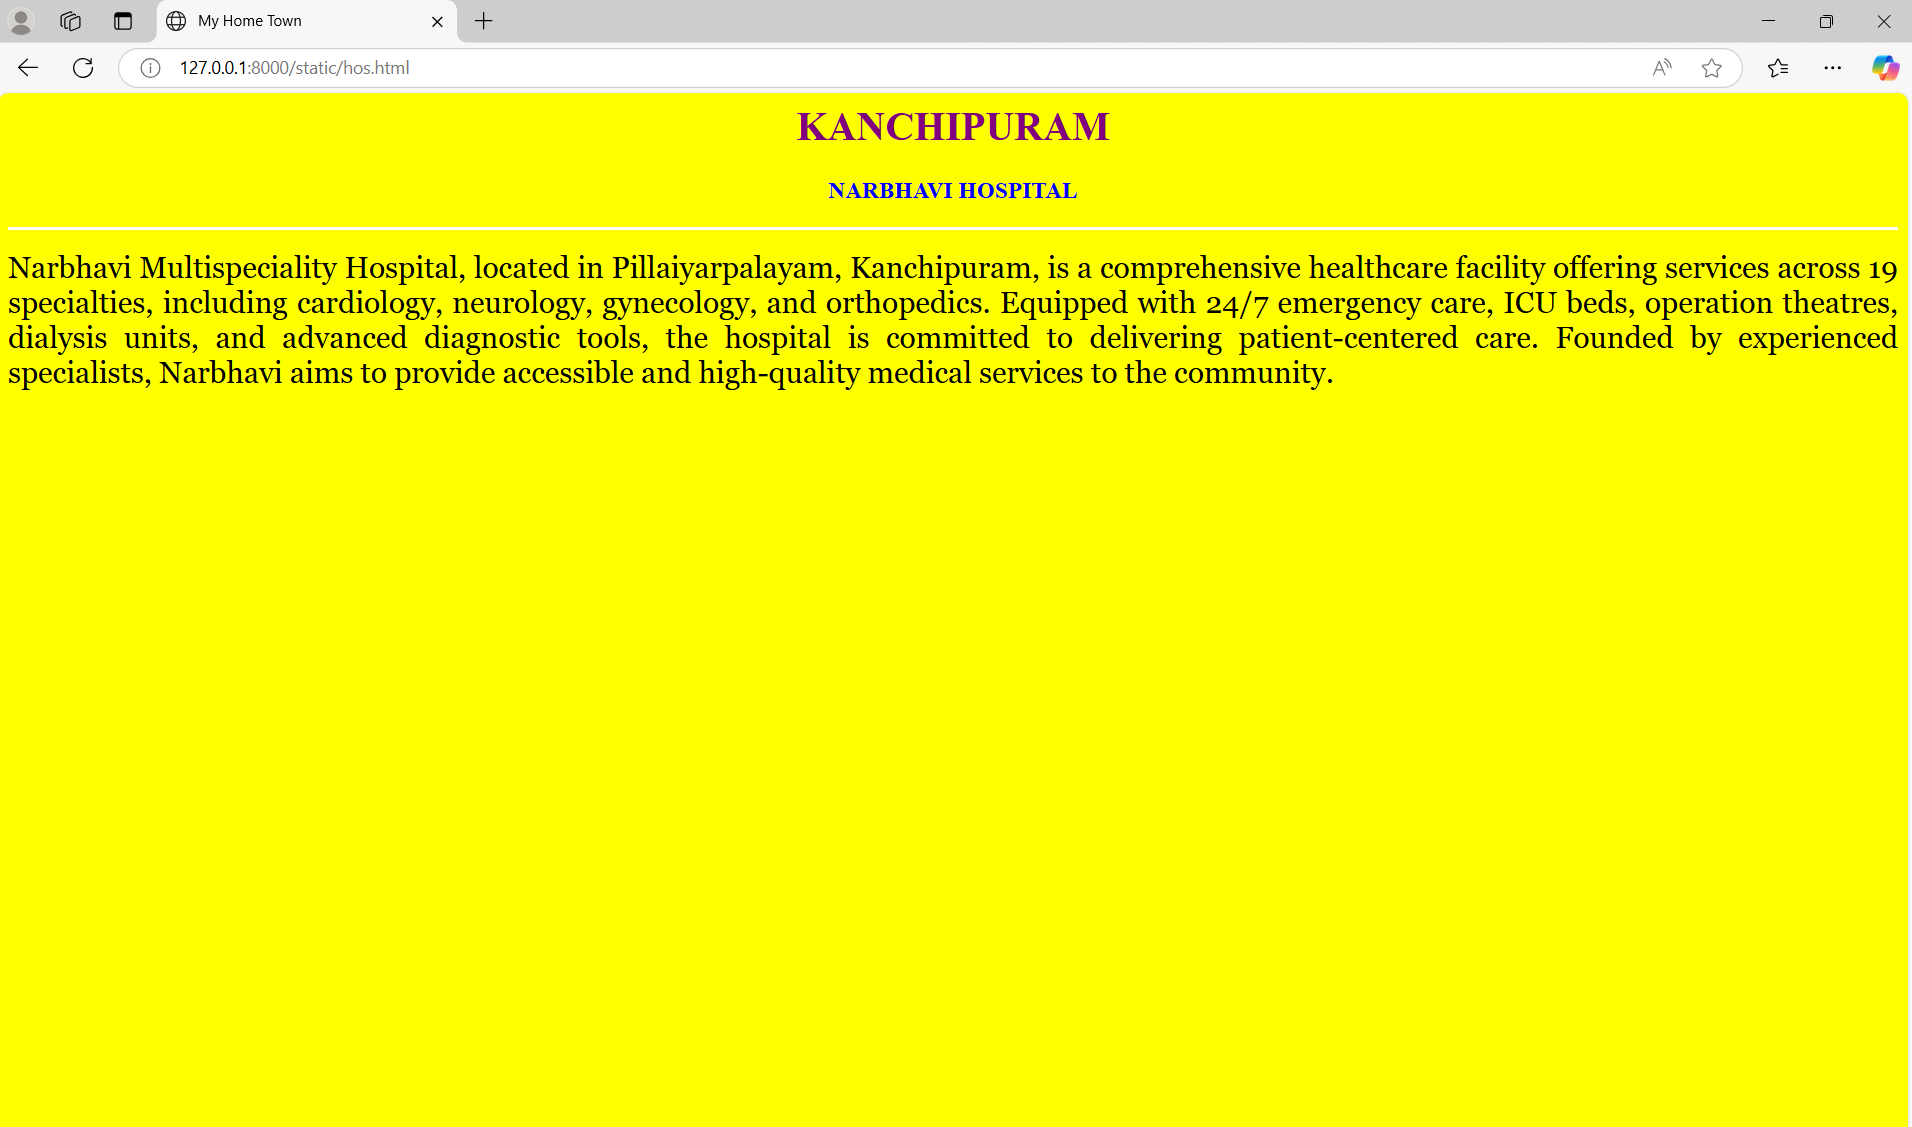 My Home Town
127.0.0.1:8000/static/hos.html
KANCHIPURAM
NARBHAVI HOSPITAL
Narbhavi Multispeciality Hospital, located in Pillaiyarpalayam, Kanchipuram, is a comprehensive healthcare facility offering services across 19
specialties, including cardiology, neurology, gynecology, and orthopedics. Equipped with 24/7 emergency care, ICU beds, operation theatres,
dialysis units, and advanced diagnostic tools, the hospital is committed to delivering patient-centered care. Founded by experienced
specialists, Narbhavi aims to provide accessible and high-quality medical services to the community.